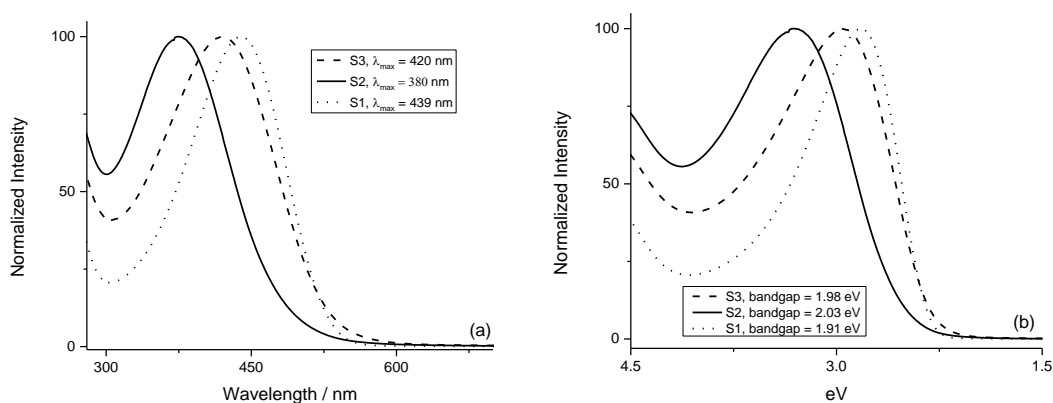 100
50
0
Normalized Intensity
S3, λmax = 420 nm
S2, λmax = 380 nm
S1, λmax = 439 nm
(a)
300
450
600
Wavelength / nm
100
50
0
Normalized Intensity
S3, bandgap = 1.98 eV
S2, bandgap = 2.03 eV
S1, bandgap = 1.91 eV
(b)
4.5
3.0
1.5
eV